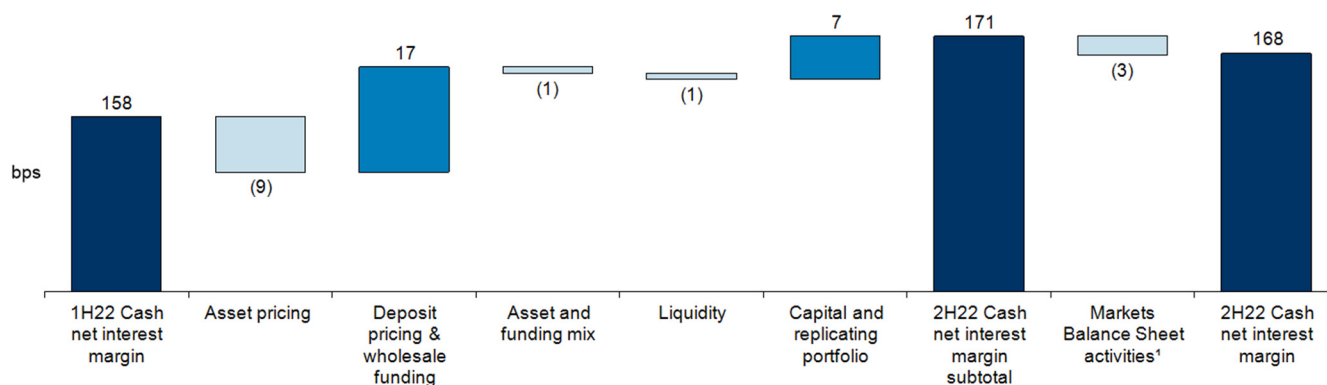 158
(9)
17
(1)
(1)
7
171
(3)
168
bps
1H22 Cash
net interest
margin
Asset pricing
Deposit
pricing &
wholesale
funding
Asset and
funding mix
Liquidity
Capital and
replicating
portfolio
2H22 Cash
net interest
margin
subtotal
Markets
Balance Sheet
activities¹
2H22 Cash
net interest
margin